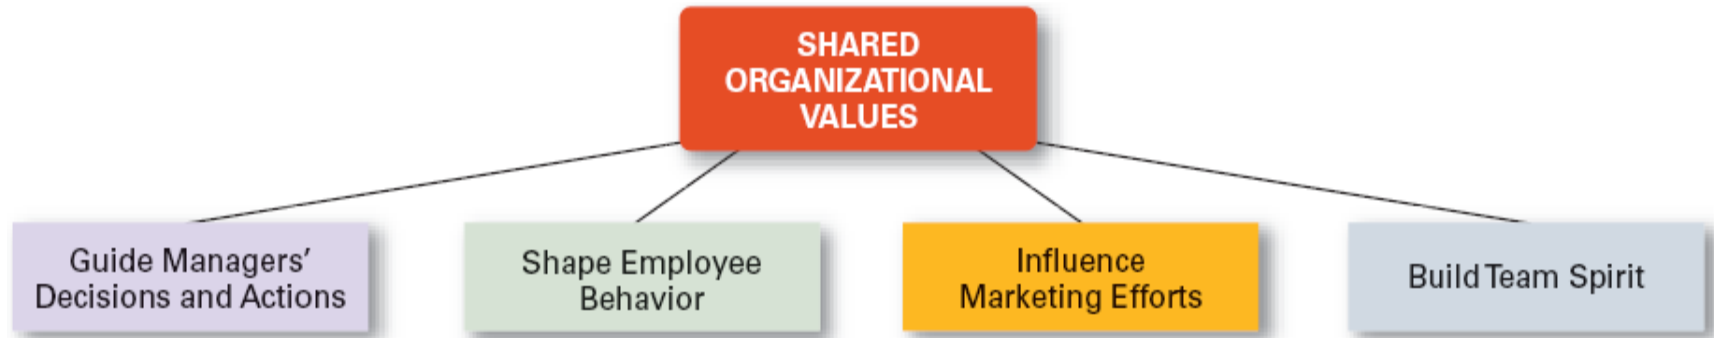 SHARED
ORGANIZATIONAL
VALUES
Guide Managers’
Decisions and Actions
Shape Employee
Behavior
Influence
Marketing Efforts
Build Team Spirit